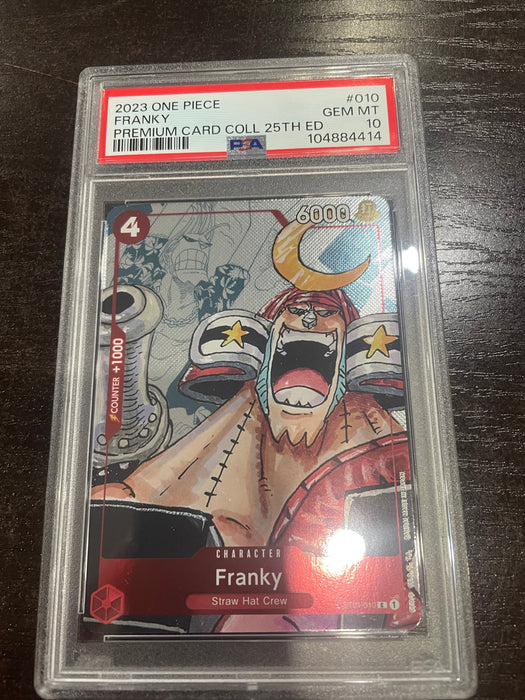 2023 ONE PIECE #010
FRANKY GEM MT
PREMIUM CARD COLL 25TH ED 10
PSA 104884414
4
6000
COUNTER +1000
CHARACTER
Franky
Straw Hat Crew
C 1